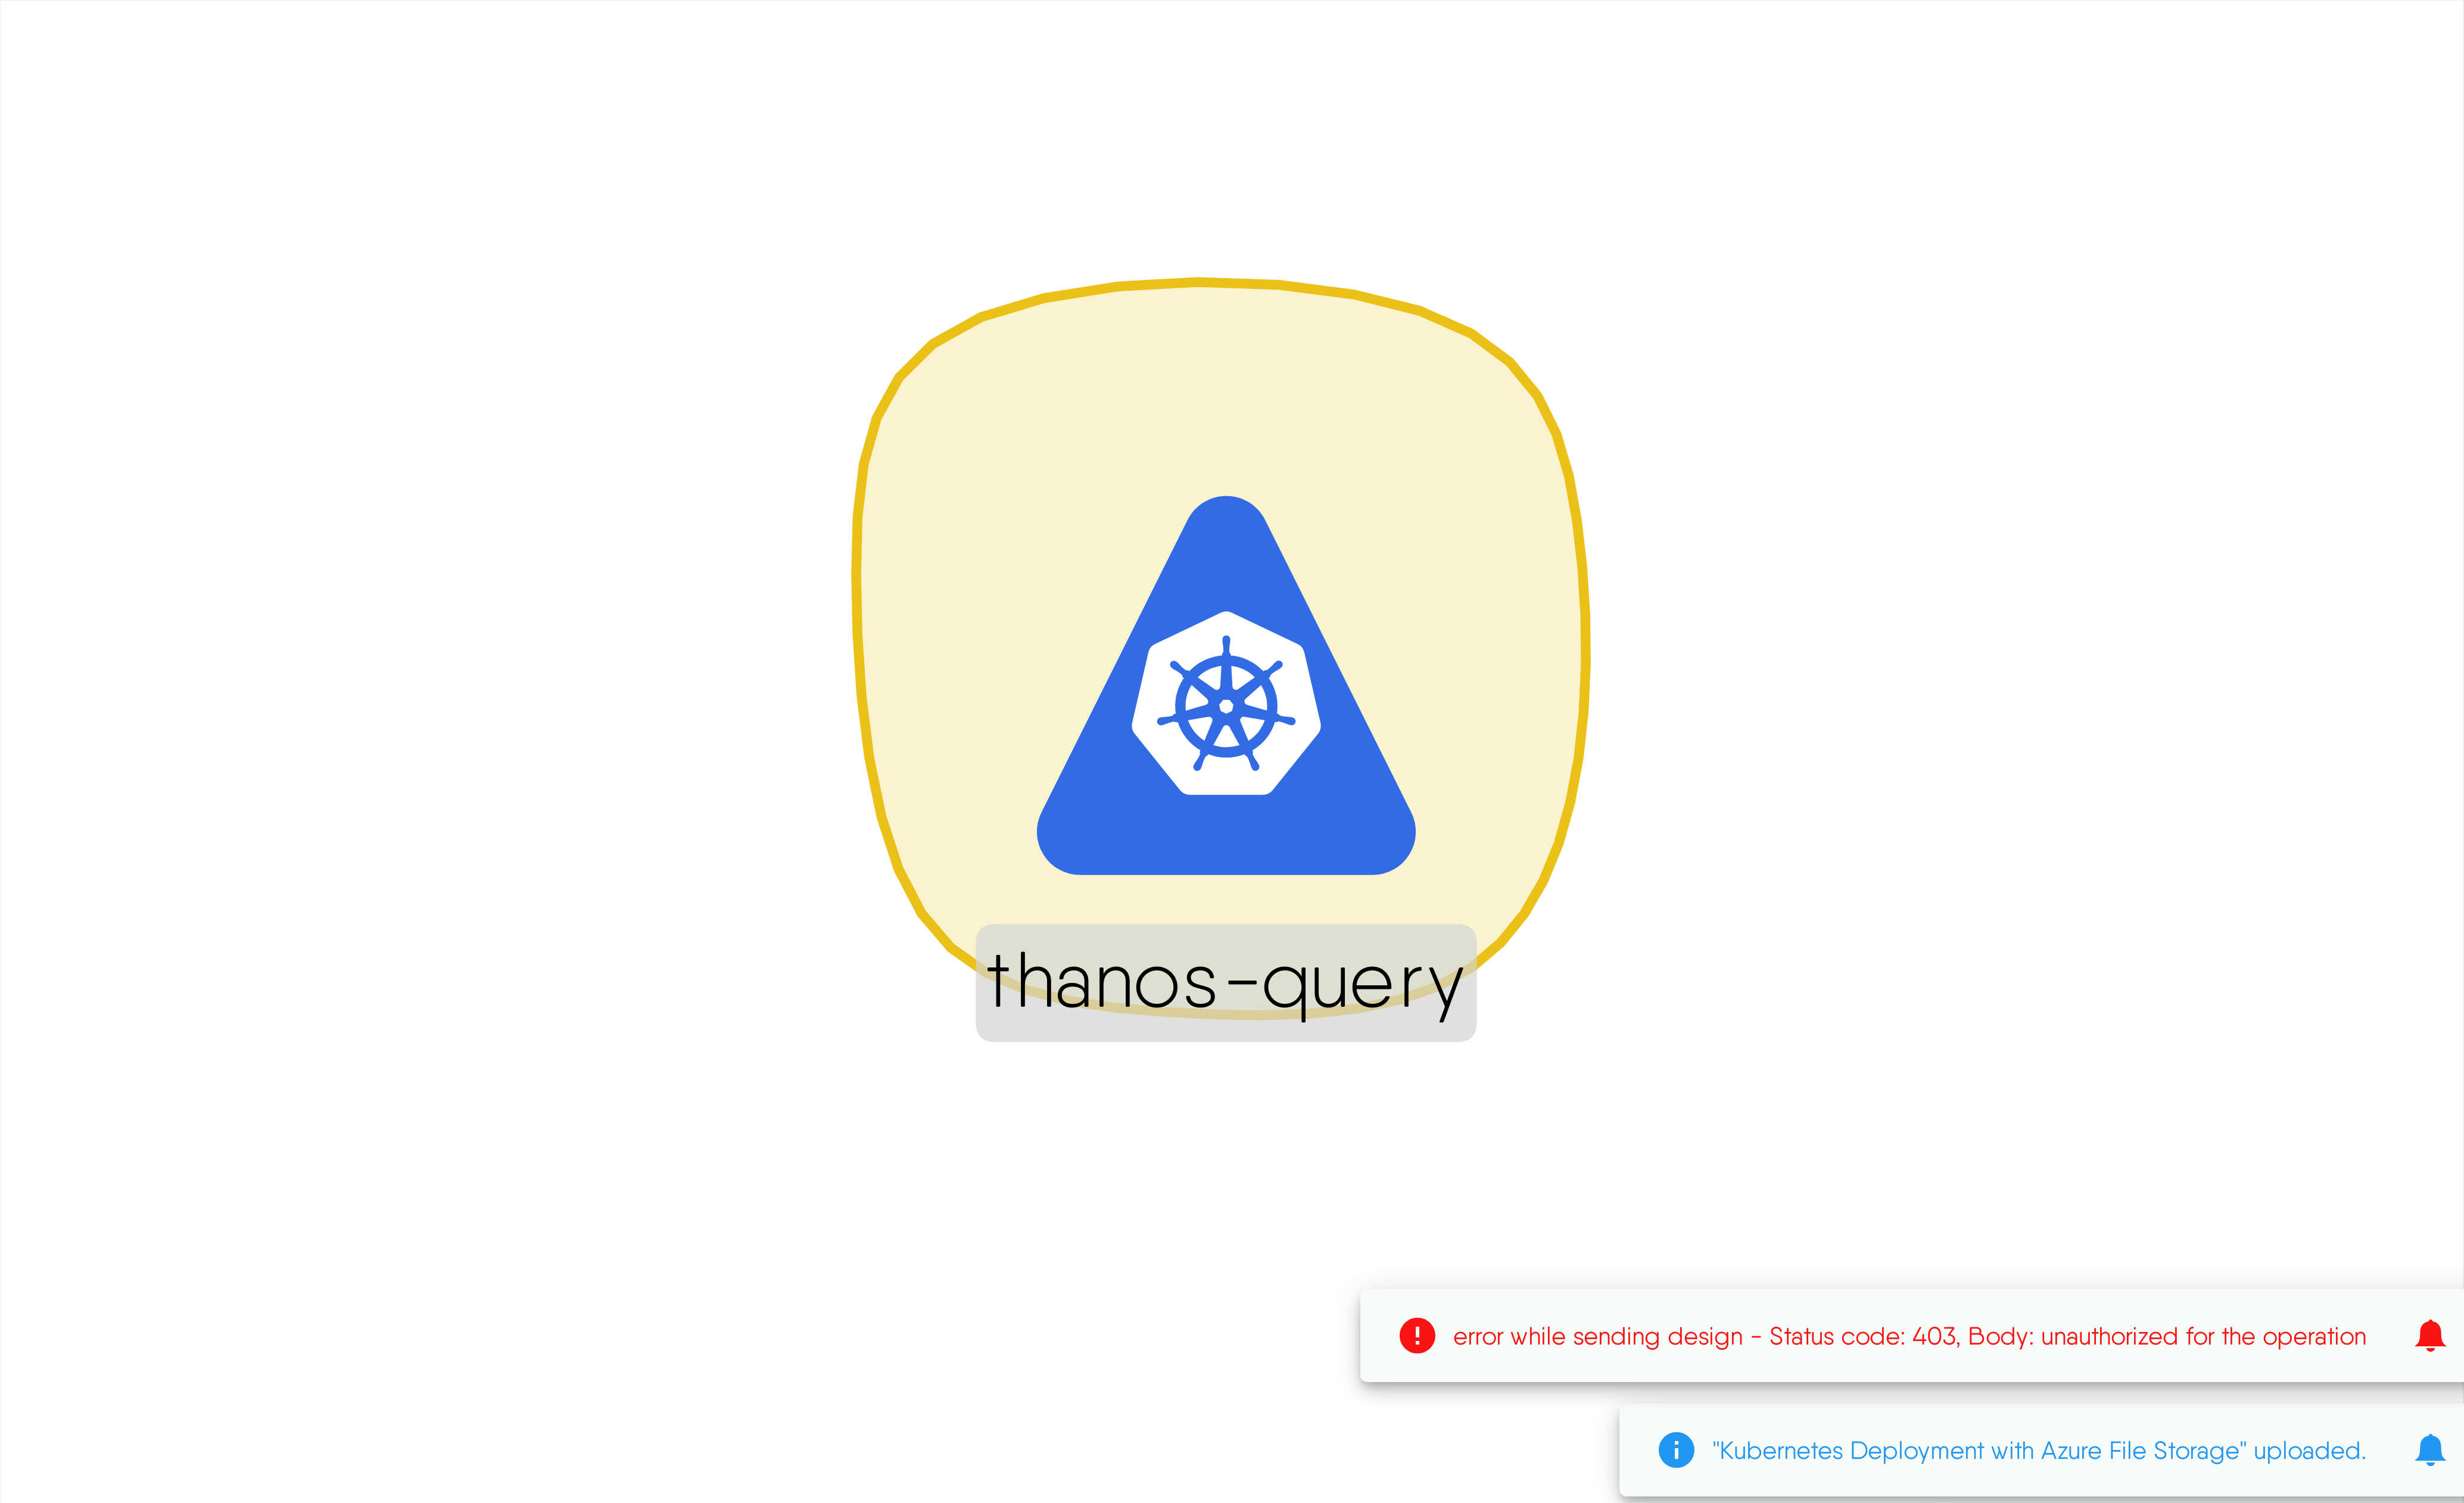 thanos-query
error while sending design - Status code: 403, Body: unauthorized for the operation
"Kubernetes Deployment with Azure File Storage" uploaded.